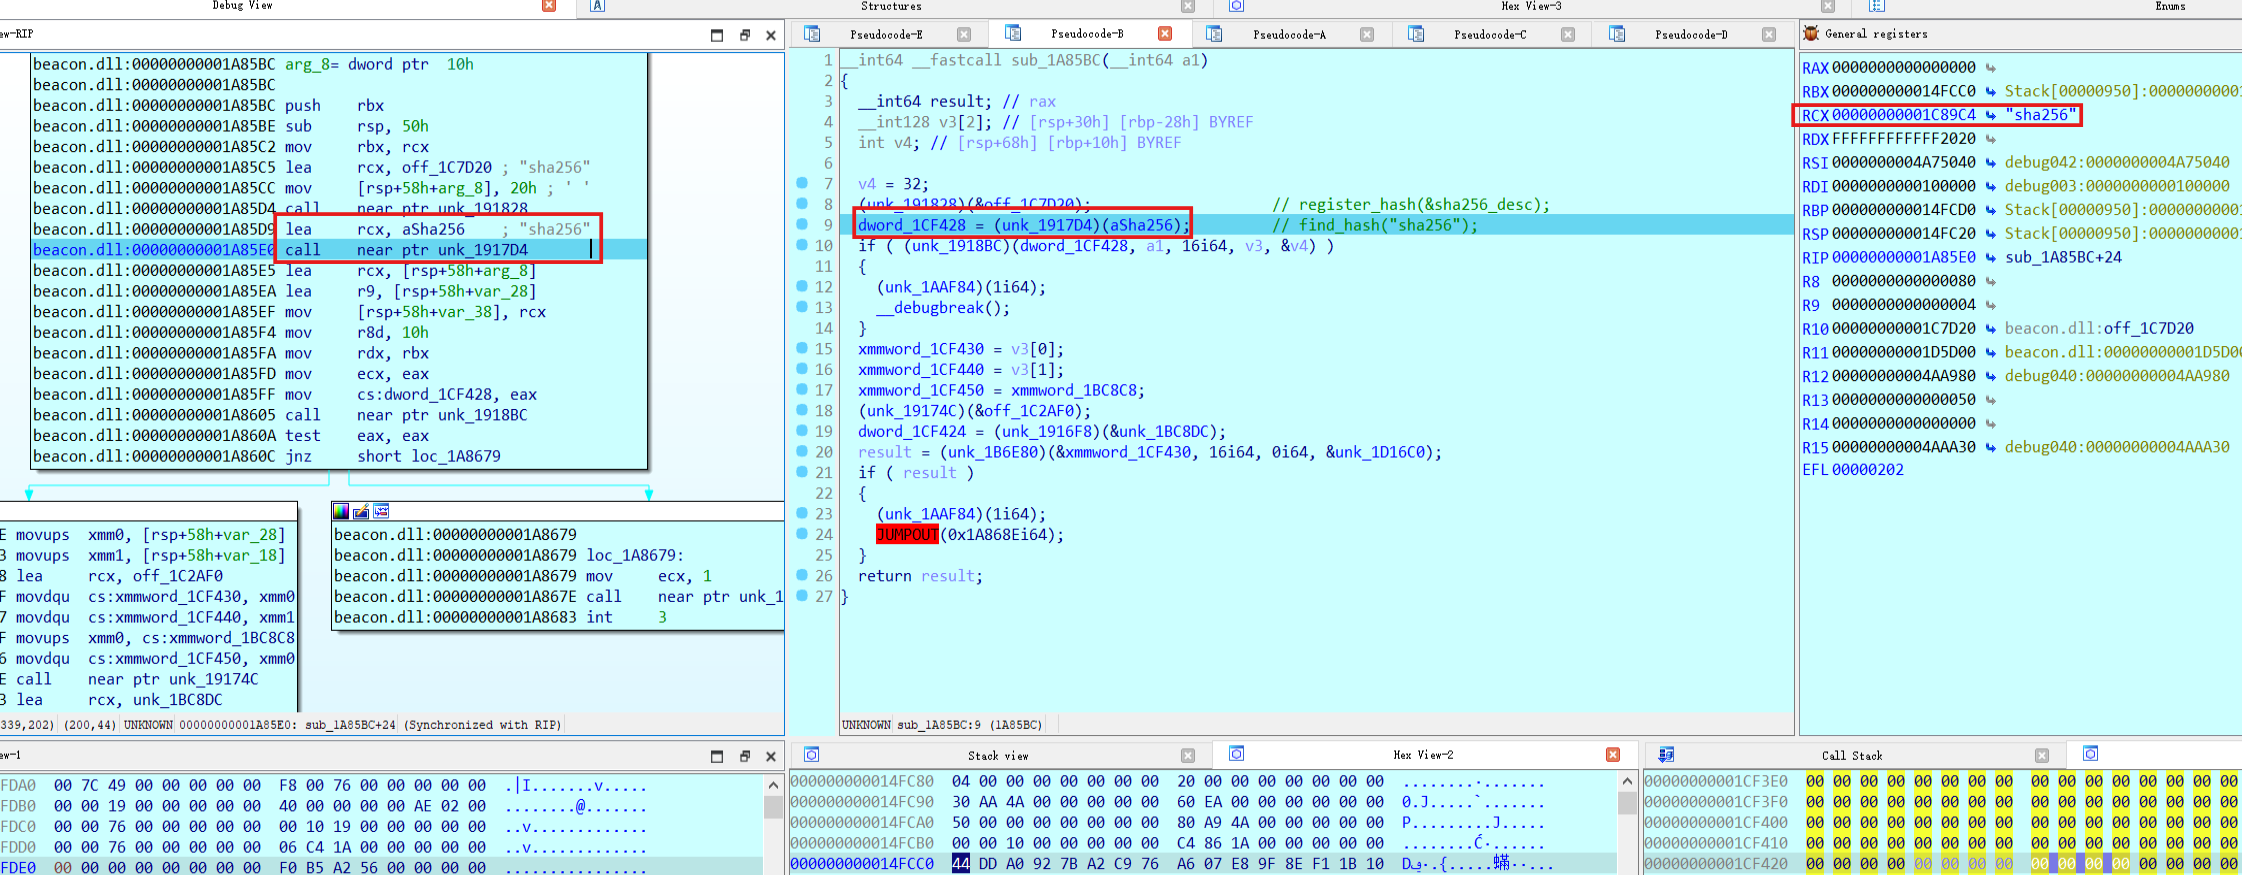 Debug View
Structures
Hex View-3
Enums
ew-RIP
Pseudocode-E
Pseudocode-B
Pseudocode-A
Pseudocode-C
Pseudocode-D
General registers
beacon.dll:00000000001A85BC arg_8= dword ptr  10h
beacon.dll:00000000001A85BC
beacon.dll:00000000001A85BC push    rbx
beacon.dll:00000000001A85BE sub     rsp, 50h
beacon.dll:00000000001A85C2 mov     rbx, rcx
beacon.dll:00000000001A85C5 lea     rcx, off_1C7D20 ; "sha256"
beacon.dll:00000000001A85CC mov     [rsp+58h+arg_8], 20h ; ' '
beacon.dll:00000000001A85D4 call    near ptr unk_191828
beacon.dll:00000000001A85D9 lea     rcx, aSha256    ; "sha256"
beacon.dll:00000000001A85E0 call    near ptr unk_1917D4
beacon.dll:00000000001A85E5 lea     rcx, [rsp+58h+arg_8]
beacon.dll:00000000001A85EA lea     r9, [rsp+58h+var_28]
beacon.dll:00000000001A85EF mov     [rsp+58h+var_38], rcx
beacon.dll:00000000001A85F4 mov     r8d, 10h
beacon.dll:00000000001A85FA mov     rdx, rbx
beacon.dll:00000000001A85FD mov     ecx, eax
beacon.dll:00000000001A85FF mov     cs:dword_1CF428, eax
beacon.dll:00000000001A8605 call    near ptr unk_1918BC
beacon.dll:00000000001A860A test    eax, eax
beacon.dll:00000000001A860C jnz     short loc_1A8679
E movups  xmm0, [rsp+58h+var_28]
3 movups  xmm1, [rsp+58h+var_18]
8 lea     rcx, off_1C2AF0
F movdqu  cs:xmmword_1CF430, xmm0
7 movdqu  cs:xmmword_1CF440, xmm1
F movups  xmm0, cs:xmmword_1BC8C8
6 movdqu  cs:xmmword_1CF450, xmm0
E call    near ptr unk_19174C
3 lea     rcx, unk_1BC8DC
beacon.dll:00000000001A8679
beacon.dll:00000000001A8679 loc_1A8679:
beacon.dll:00000000001A8679 mov     ecx, 1
beacon.dll:00000000001A867E call    near ptr unk_1
beacon.dll:00000000001A8683 int     3
339,202) (200,44) UNKNOWN 00000000001A85E0: sub_1A85BC+24 (Synchronized with RIP)
1 __int64 __fastcall sub_1A85BC(__int64 a1)
2 {
3   __int64 result; // rax
4   __int128 v3[2]; // [rsp+30h] [rbp-28h] BYREF
5   int v4; // [rsp+68h] [rbp+10h] BYREF
6
7   v4 = 32;
8   (unk_191828)(&off_1C7D20);                    // register_hash(&sha256_desc);
9   dword_1CF428 = (unk_1917D4)(aSha256);         // find_hash("sha256");
10   if ( (unk_1918BC)(dword_1CF428, a1, 16i64, v3, &v4) )
11   {
12     (unk_1AAF84)(1i64);
13     __debugbreak();
14   }
15   xmmword_1CF430 = v3[0];
16   xmmword_1CF440 = v3[1];
17   xmmword_1CF450 = xmmword_1BC8C8;
18   (unk_19174C)(&off_1C2AF0);
19   dword_1CF424 = (unk_1916F8)(&unk_1BC8DC);
20   result = (unk_1B6E80)(&xmmword_1CF430, 16i64, 0i64, &unk_1D16C0);
21   if ( result )
22   {
23     (unk_1AAF84)(1i64);
24     JUMPOUT(0x1A868Ei64);
25   }
26   return result;
27 }
UNKNOWN sub_1A85BC:9 (1A85BC)
RAX 0000000000000000
RBX 000000000014FCC0 Stack[00000950]:0000000000
RCX 00000000001C89C4 "sha256"
RDX FFFFFFFFFFFF2020
RSI 0000000004A75040 debug042:0000000004A75040
RDI 0000000000100000 debug003:0000000000100000
RBP 000000000014FCD0 Stack[00000950]:0000000000
RSP 000000000014FC20 Stack[00000950]:0000000000
RIP 00000000001A85E0 sub_1A85BC+24
R8  0000000000000080
R9  0000000000000004
R10 00000000001C7D20 beacon.dll:off_1C7D20
R11 00000000001D5D00 beacon.dll:00000000001D5D00
R12 00000000004AA980 debug040:00000000004AA980
R13 0000000000000050
R14 0000000000000000
R15 00000000004AAA30 debug040:00000000004AAA30
EFL 00000202
ew-1
Stack view
Hex View-2
Call Stack
FDA0  00 7C 49 00 00 00 00 00  F8 00 76 00 00 00 00 00  .|I.......v.....
FDB0  00 00 19 00 00 00 00 00  40 00 00 00 00 AE 02 00  ........@.......
FDC0  00 00 76 00 00 00 00 00  00 10 19 00 00 00 00 00  ..v.............
FDD0  00 00 76 00 00 00 00 00  06 C4 1A 00 00 00 00 00  ..v.............
FDE0  00 00 00 00 00 00 00 00  F0 B5 A2 56 00 00 00 00  ................
000000000014FC80  04 00 00 00 00 00 00 00  20 00 00 00 00 00 00 00  ........ .......
000000000014FC90  30 AA 4A 00 00 00 00 00  60 EA 00 00 00 00 00 00  0.J.....`.......
000000000014FCA0  50 00 00 00 00 00 00 00  80 A9 4A 00 00 00 00 00  P.........J.....
000000000014FCB0  00 00 10 00 00 00 00 00  C4 86 1A 00 00 00 00 00
000000000014FCC0  44 DD A0 92 7B A2 C9 76  A6 07 E8 9F 8E F1 1B 10
00000000001CF3E0  00 00 00 00 00 00 00 00  00 00 00 00 00 00 00 00
00000000001CF3F0  00 00 00 00 00 00 00 00  00 00 00 00 00 00 00 00
00000000001CF400  00 00 00 00 00 00 00 00  00 00 00 00 00 00 00 00
00000000001CF410  00 00 00 00 00 00 00 00  00 00 00 00 00 00 00 00
00000000001CF420  00 00 00 00 00 00 00 00  00 00 00 00 00 00 00 00